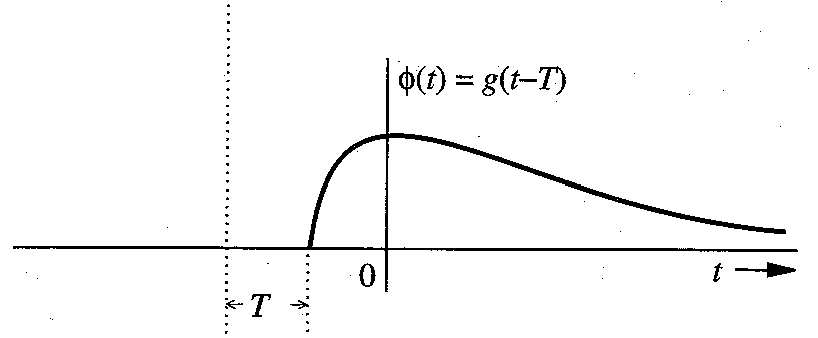 ϕ(t) = g(t–T)
0
t
T